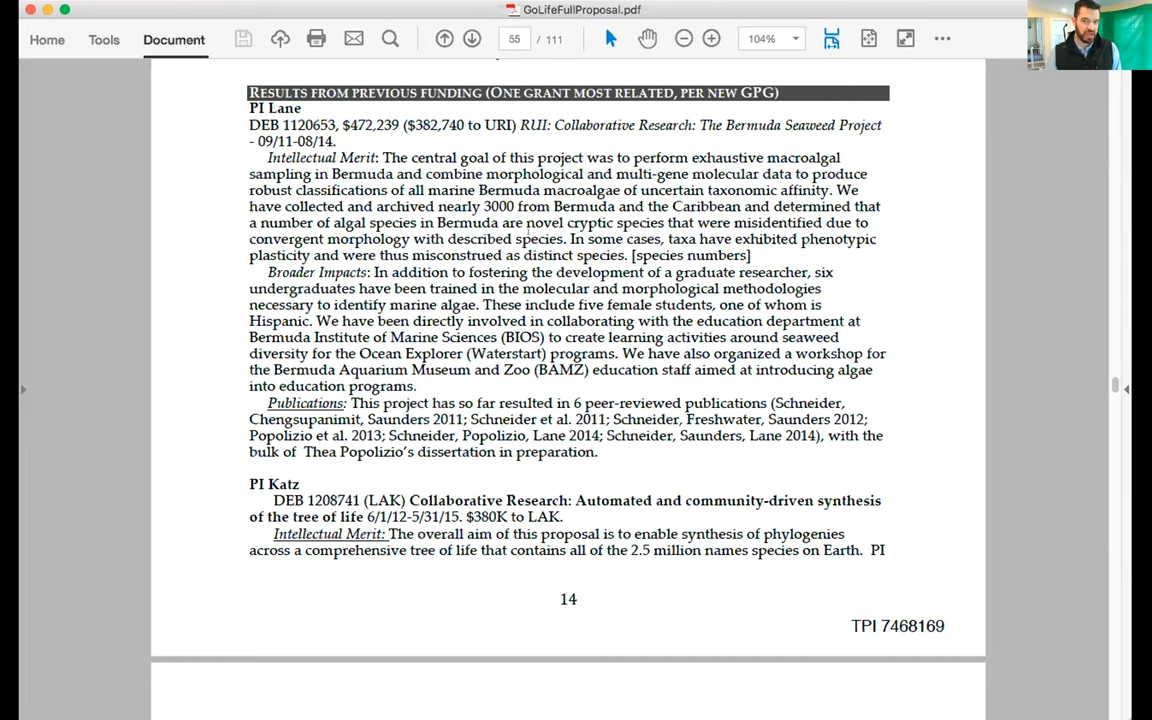 GoLifeFullProposal.pdf
Home
Tools
Document
55
/ 111
104%
RESULTS FROM PREVIOUS FUNDING (ONE GRANT MOST RELATED, PER NEW GPG)
PI Lane
DEB 1120653, $472,239 ($382,740 to URI) RUI: Collaborative Research: The Bermuda Seaweed Project
- 09/11-08/14.
Intellectual Merit: The central goal of this project was to perform exhaustive macroalgal
sampling in Bermuda and combine morphological and multi-gene molecular data to produce
robust classifications of all marine Bermuda macroalgae of uncertain taxonomic affinity. We
have collected and archived nearly 3000 from Bermuda and the Caribbean and determined that
a number of algal species in Bermuda are novel cryptic species that were misidentified due to
convergent morphology with described species. In some cases, taxa have exhibited phenotypic
plasticity and were thus misconstrued as distinct species. [species numbers]
Broader Impacts: In addition to fostering the development of a graduate researcher, six
undergraduates have been trained in the molecular and morphological methodologies
necessary to identify marine algae. These include five female students, one of whom is
Hispanic. We have been directly involved in collaborating with the education department at
Bermuda Institute of Marine Sciences (BIOS) to create learning activities around seaweed
diversity for the Ocean Explorer (Waterstart) programs. We have also organized a workshop for
the Bermuda Aquarium Museum and Zoo (BAMZ) education staff aimed at introducing algae
into education programs.
Publications: This project has so far resulted in 6 peer-reviewed publications (Schneider,
Chengsupanimit, Saunders 2011; Schneider et al. 2011; Schneider, Freshwater, Saunders 2012;
Popolizio et al. 2013; Schneider, Popolizio, Lane 2014; Schneider, Saunders, Lane 2014), with the
bulk of Thea Popolizio's dissertation in preparation.
PI Katz
DEB 1208741 (LAK) Collaborative Research: Automated and community-driven synthesis
of the tree of life 6/1/12-5/31/15. $380K to LAK.
Intellectual Merit: The overall aim of this proposal is to enable synthesis of phylogenies
across a comprehensive tree of life that contains all of the 2.5 million names species on Earth. PI
14
TPI 7468169